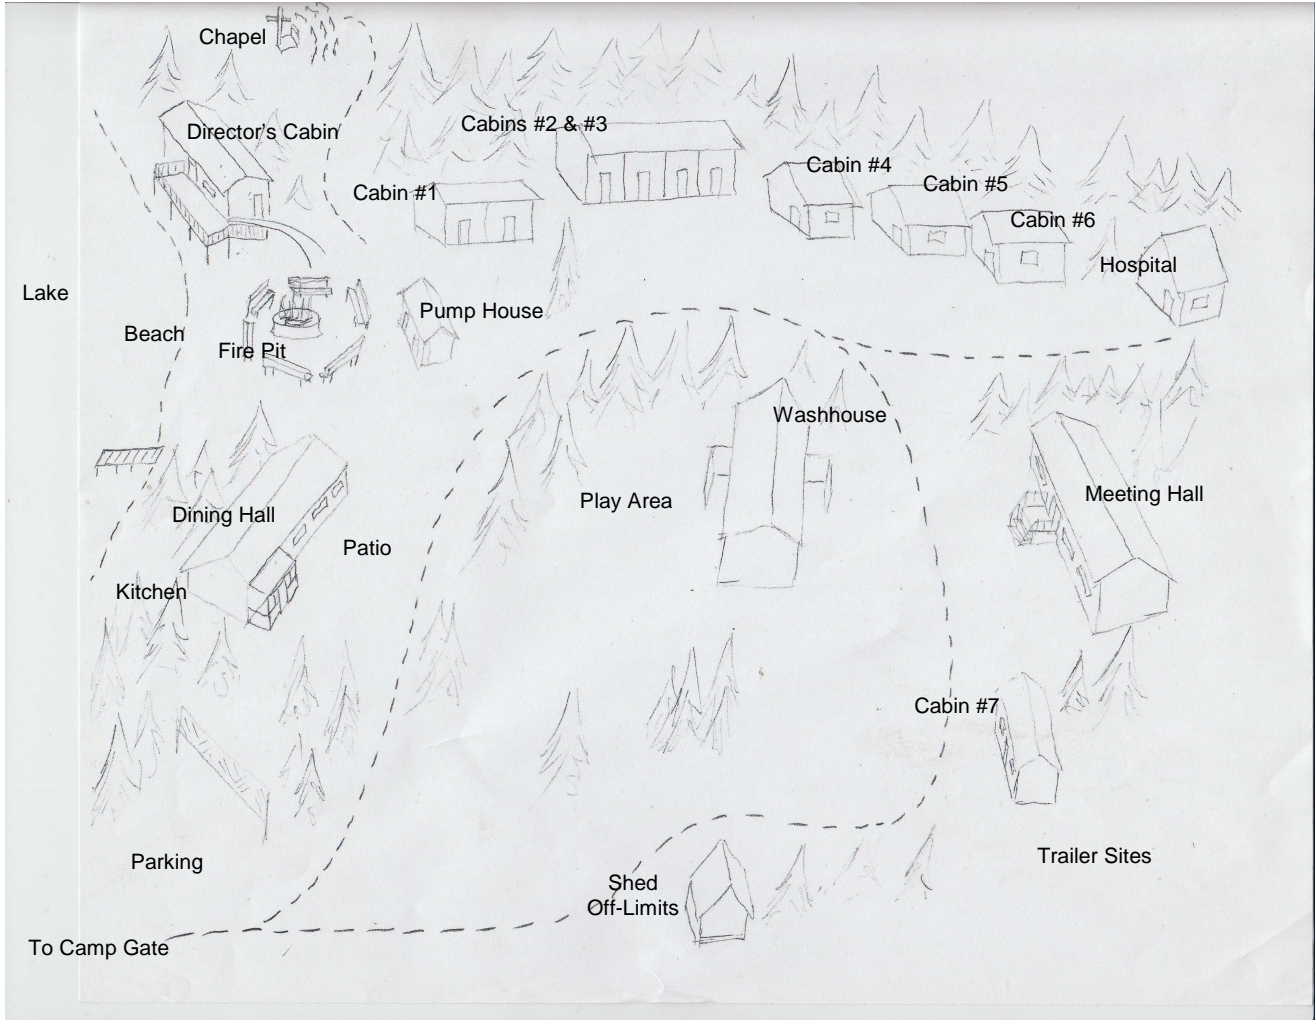 Chapel
Director's Cabin
Cabins #2 & #3
Cabin #1
Cabin #4
Cabin #5
Cabin #6
Hospital
Lake
Beach
Fire Pit
Pump House
Washhouse
Play Area
Meeting Hall
Dining Hall
Patio
Kitchen
Cabin #7
Parking
Trailer Sites
Shed
Off-Limits
To Camp Gate